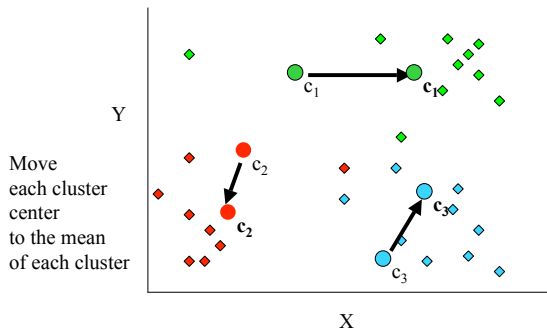 Y
Move
each cluster
center
to the mean
of each cluster
c1
c1
c2
c2
c3
c3
X